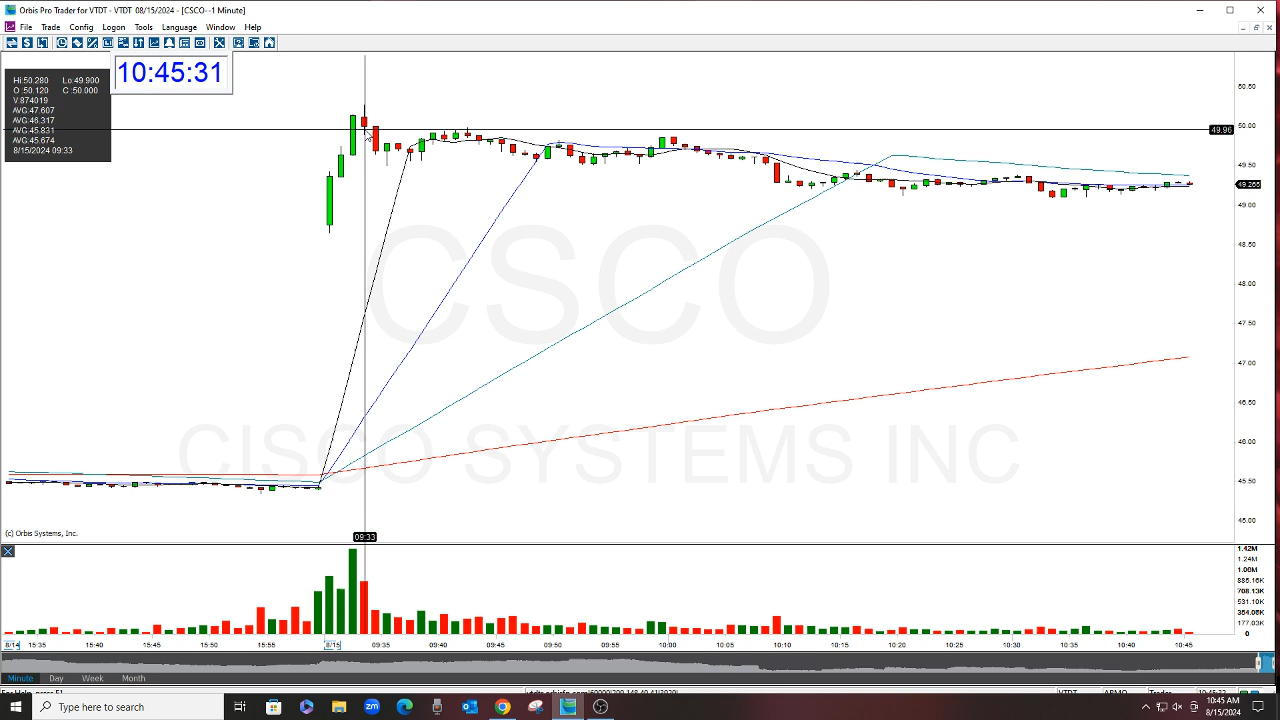 Orbis Pro Trader for VTDT - VTDT 08/15/2024 - [CSCO--1 Minute]
File Trade Config Logon Tools Language Window Help
10:45:31
Hi:50.280 Lo:49.900
O :50.120 C :50.000
V 874019
AVG:47.607
AVG:46.317
AVG:45.831
AVG:45.674
8/15/2024 09:33
50.50
50.00
49.96
49.50
49.265
49.00
48.50
48.00
47.50
47.00
46.50
46.00
45.50
45.00
CSCO
CISCO SYSTEMS INC
(c) Orbis Systems, Inc.
09:33
1.42M
1.24M
1.06M
885.16K
708.13K
531.10K
354.06K
177.03K
0
8/14 15:35 15:40 15:45 15:50 15:55 8/15 09:35 09:40 09:45 09:50 09:55 10:00 10:05 10:10 10:15 10:20 10:25 10:30 10:35 10:40 10:45
Minute Day Week Month
Type here to search
10:45 AM
8/15/2024